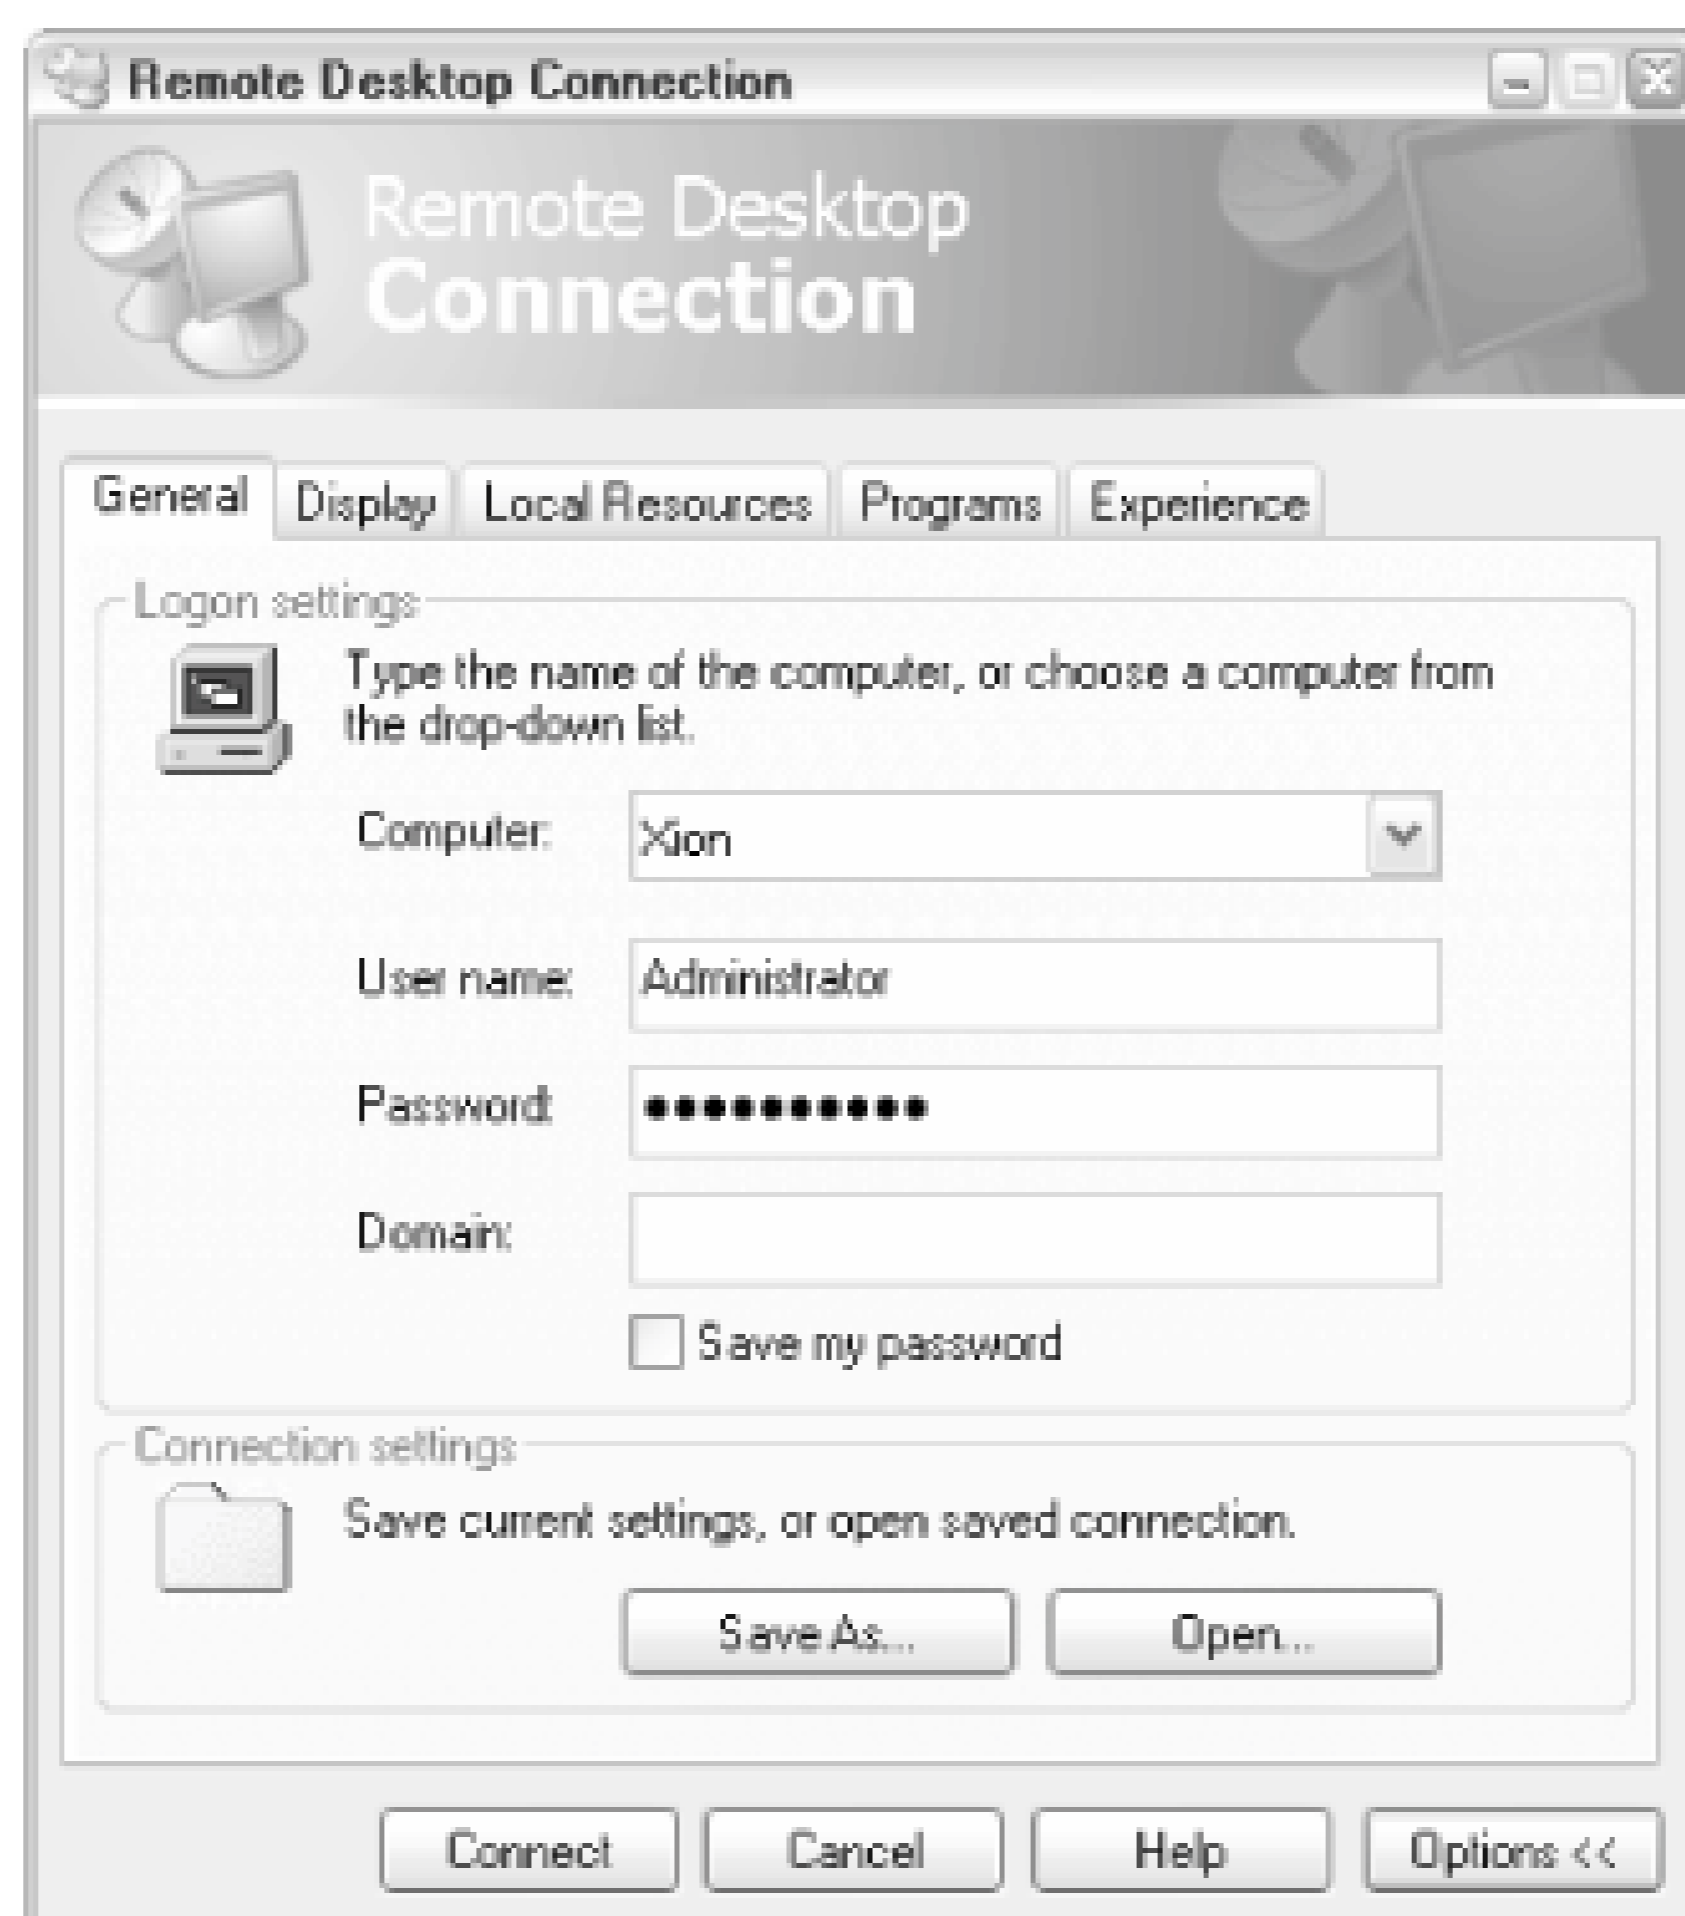 Remote Desktop Connection
Remote Desktop
Connection
General Display Local Resources Programs Experience
Logon settings
Type the name of the computer, or choose a computer from
the drop-down list.
Computer: Xion
User name: Administrator
Password: ●●●●●●●●●●
Domain:
Save my password
Connection settings
Save current settings, or open saved connection.
Save As... Open...
Connect Cancel Help Options <<